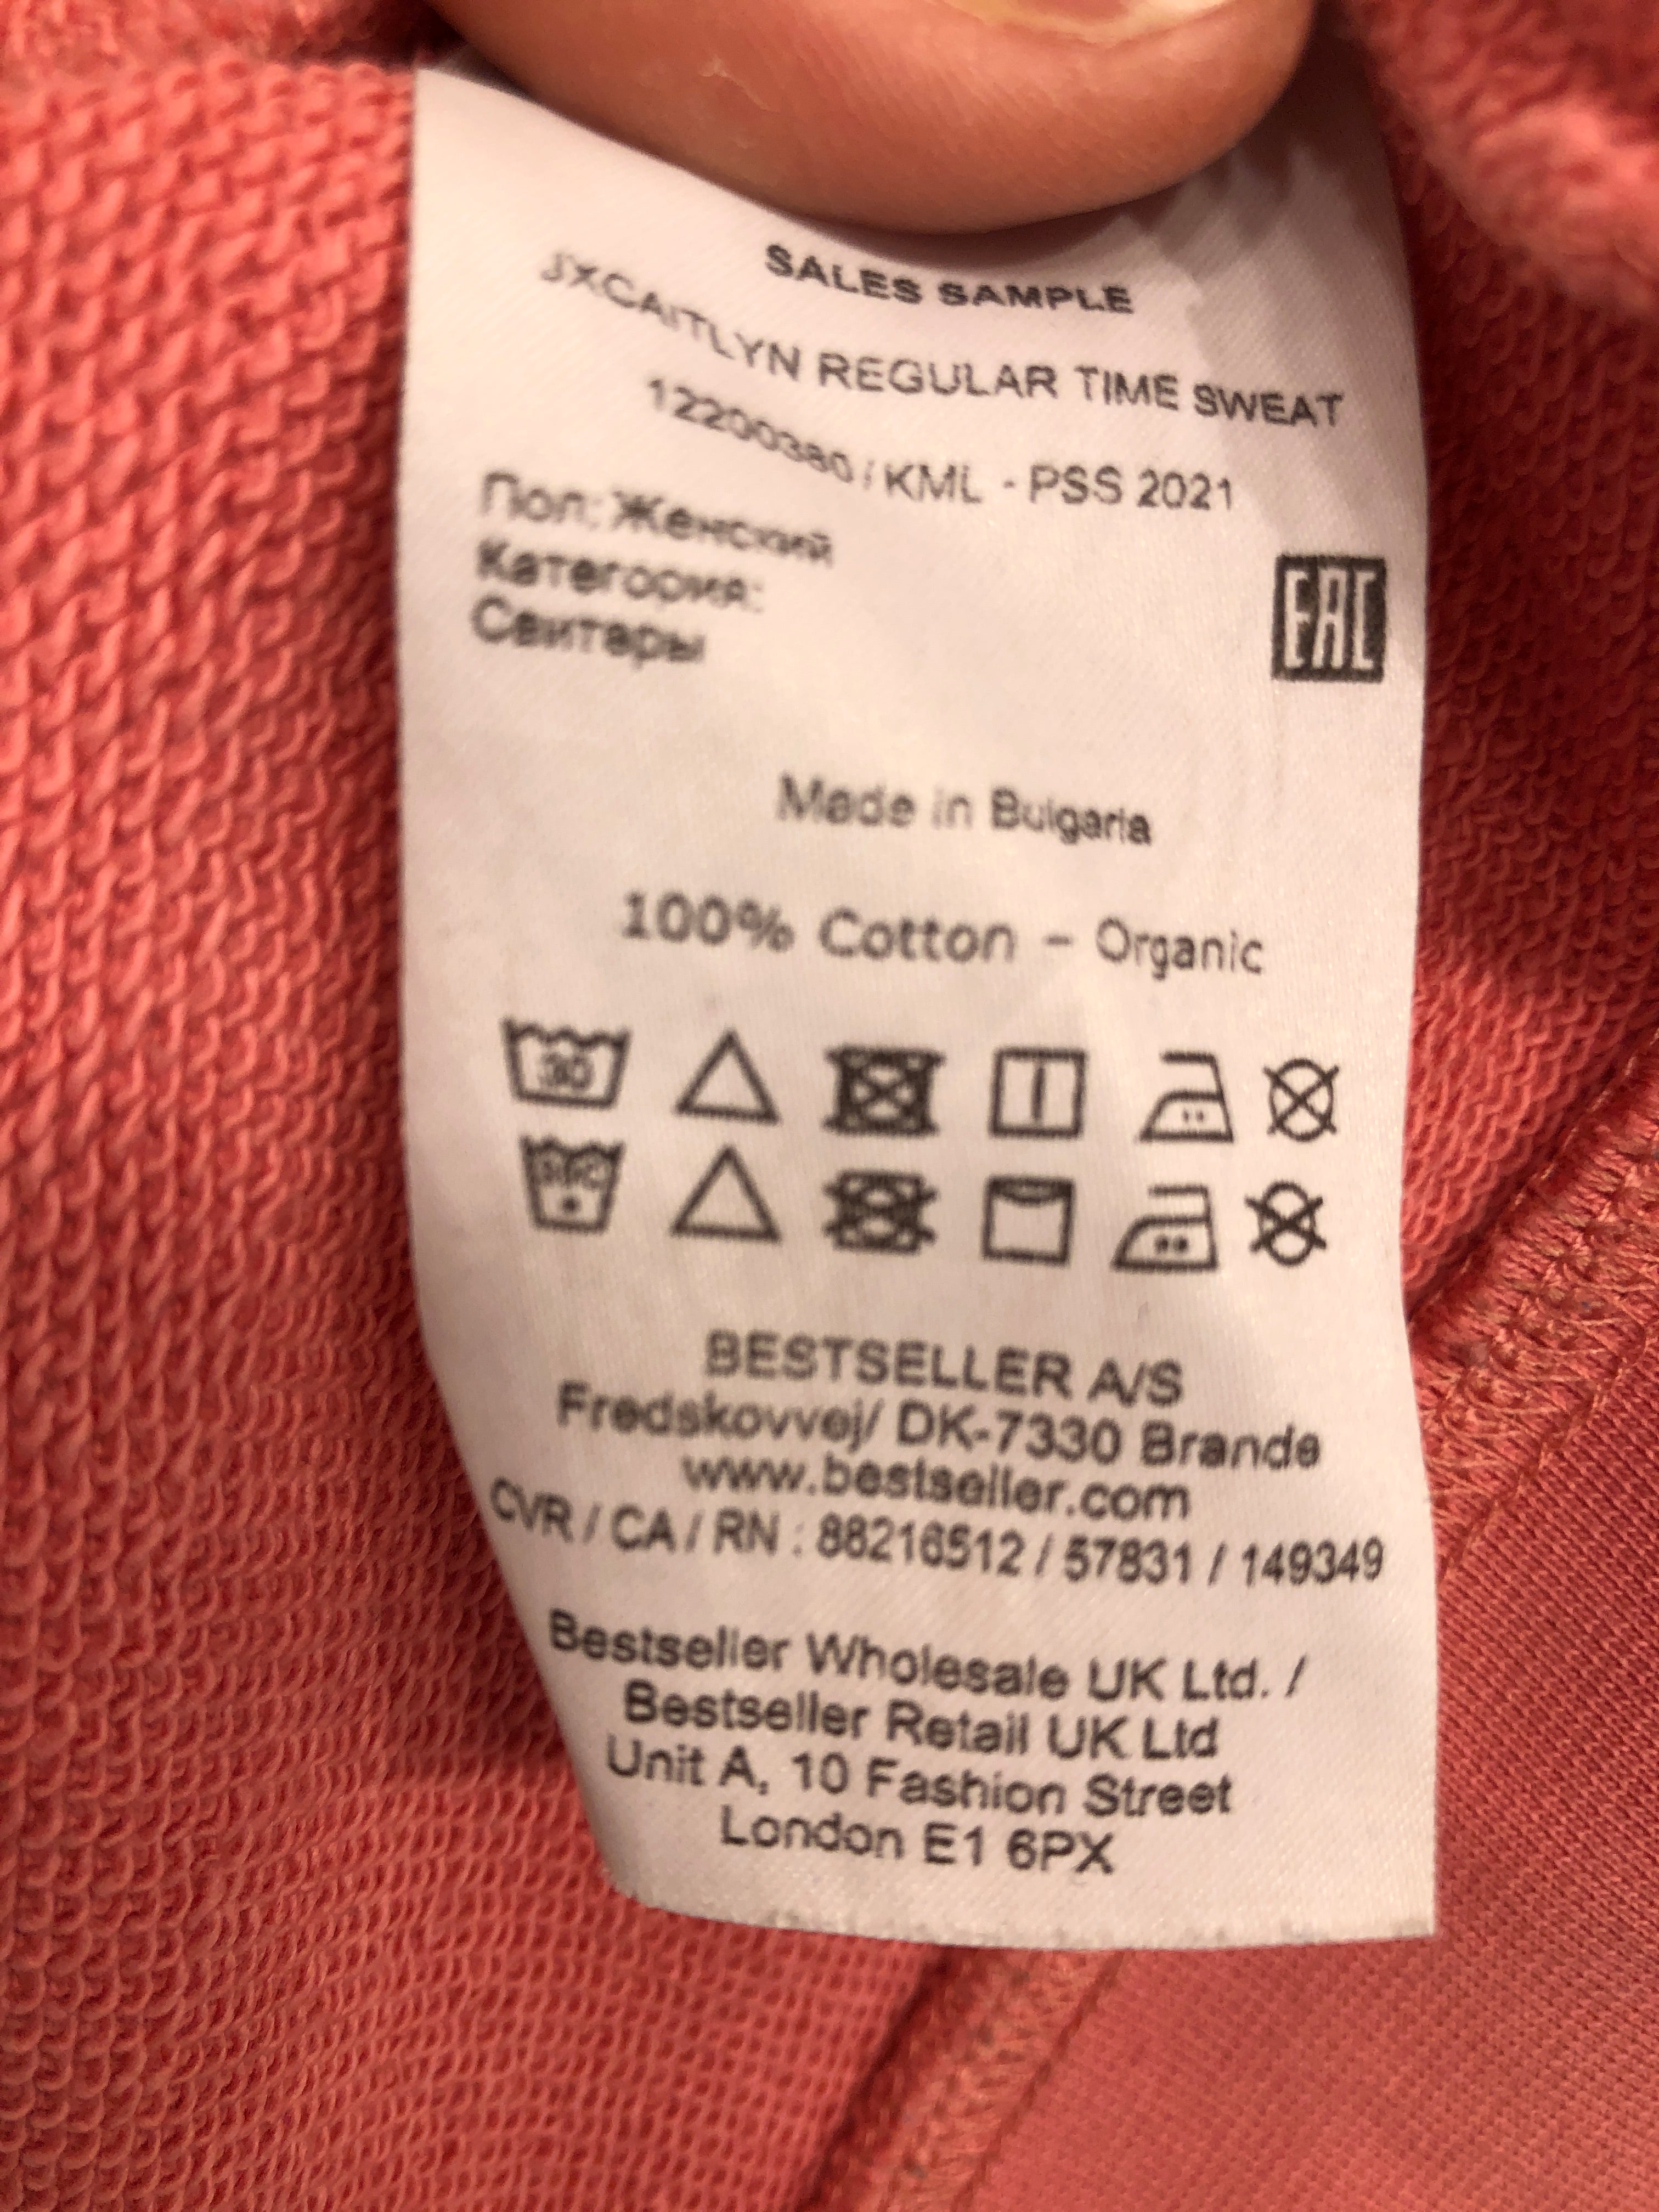 SALES SAMPLE
JXCAITLYN REGULAR TIME SWEAT
12200380 / KML - PSS 2021
Пол: Женский
Категория:
Свитеры
EAC
Made in Bulgaria
100% Cotton - Organic
30
BESTSELLER A/S
Fredskovvej/ DK-7330 Brande
www.bestseller.com
CVR / CA / RN : 88216512 / 57831 / 149349
Bestseller Wholesale UK Ltd. /
Bestseller Retail UK Ltd
Unit A, 10 Fashion Street
London E1 6PX